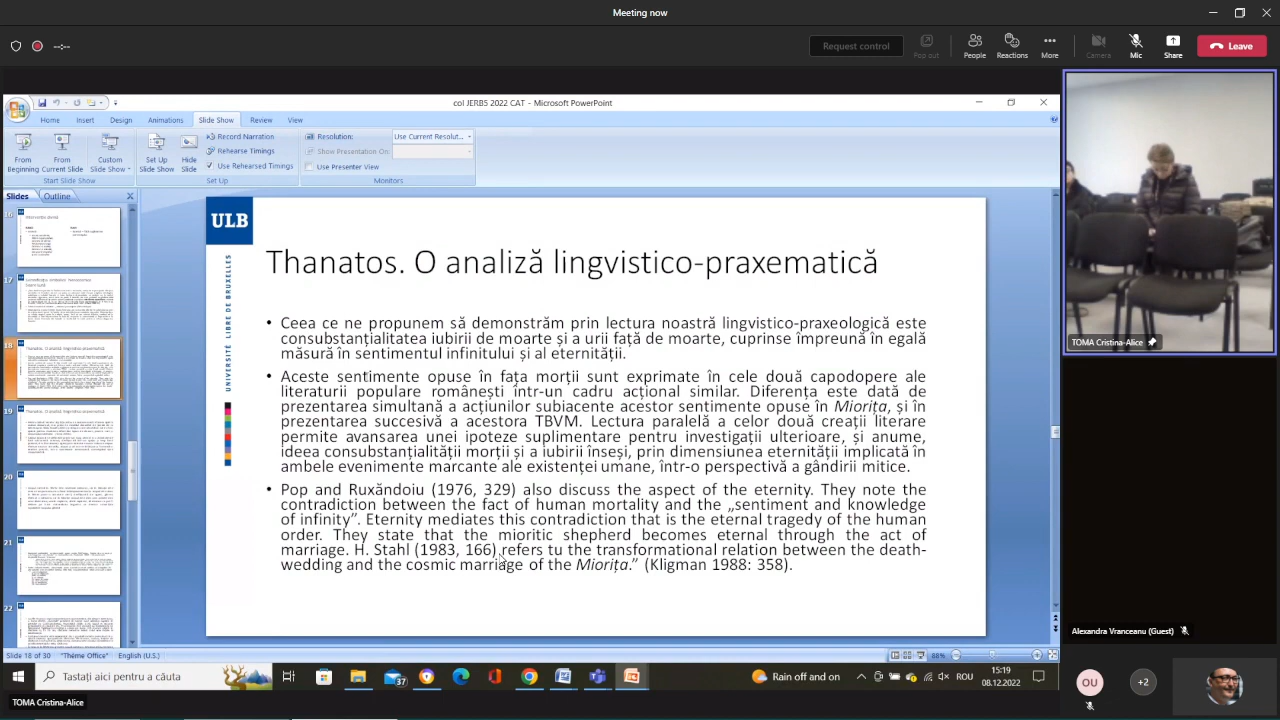 Meeting now
--:--
Request control
Pop out
People
Reactions
More
Camera
Mic
Share
Leave
col JERBS 2022 CAT - Microsoft PowerPoint
Home Insert Design Animations Slide Show Review View
From Beginning
From Current Slide
Custom Slide Show
Set Up Slide Show
Hide Slide
Record Narration
Rehearse Timings
Use Rehearsed Timings
Resolution:
Use Current Resolut...
Show Presentation On:
Use Presenter View
Start Slide Show
Set Up
Monitors
Slides Outline
17
18
19
20
21
22
ULB
UNIVERSITÉ LIBRE DE BRUXELLES
Thanatos. O analiză lingvistico-praxematică
• Ceea ce ne propunem să demonstrăm prin lectura noastră lingvistico-praxeologică este
consubstanțialitatea iubirii de moarte și a urii față de moarte, cuprinse împreună în egală
măsură în sentimentul infinitului și al eternității.
• Aceste sentimente opuse în fața morții sunt exprimate în cele două capodopere ale
literaturii populare românești într-un cadru acțional similar. Diferența este dată de
prezentarea simultană a acțiunilor subiacente acestor sentimente opuse în Miorița, și în
prezentarea succesivă a acestora TBVM. Lectura paralelă a celor două creații literare
permite avansarea unei ipoteze suplimentare pentru investigații ulterioare, și anume,
ideea consubstanțialității morții și a iubirii înseși, prin dimensiunea eternității implicată în
ambele evenimente marcante ale existenței umane, într-o perspectivă a gândirii mitice.
• Pop and Ruxăndoiu (1976, 329) also discuss the aspect of the eternity. They note the
contradiction between the fact of human mortality and the „sentiment and knowledge
of infinity”. Eternity mediates this contradiction that is the eternal tragedy of the human
order. They state that the mioritic shepherd becomes eternal through the act of
marriage. H. Stahl (1983, 162) refers tu the transformational relation between the death-
wedding and the cosmic marriage of the Miorița.” (Kligman 1988: 358).
Slide 18 of 30
"Thème Office"
English (U.S.)
88%
Tastați aici pentru a căuta
37
Rain off and on
ROU
15:19
08.12.2022
TOMA Cristina-Alice
TOMA Cristina-Alice
Alexandra Vranceanu (Guest)
OU
+2